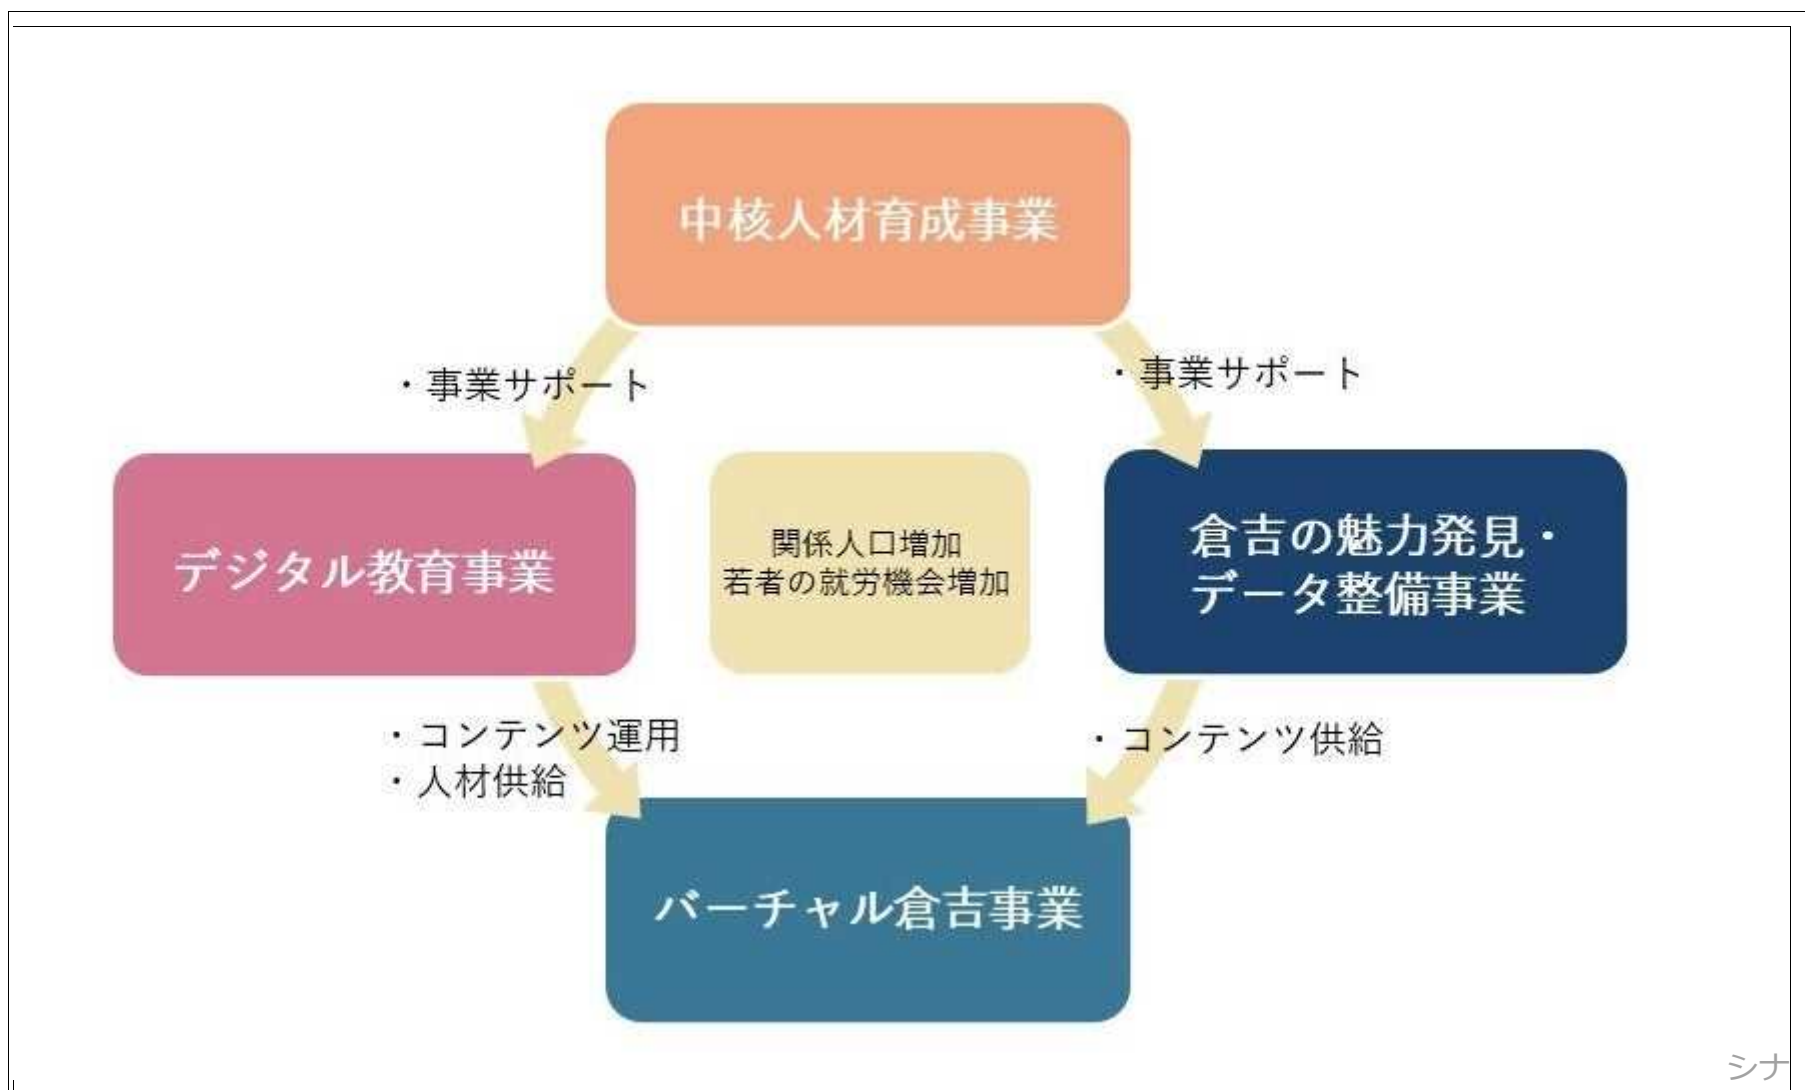 中核人材育成事業
・事業サポート
・事業サポート
デジタル教育事業
関係人口増加
若者の就労機会増加
倉吉の魅力発見・
データ整備事業
・コンテンツ運用
・人材供給
・コンテンツ供給
バーチャル倉吉事業
シナ